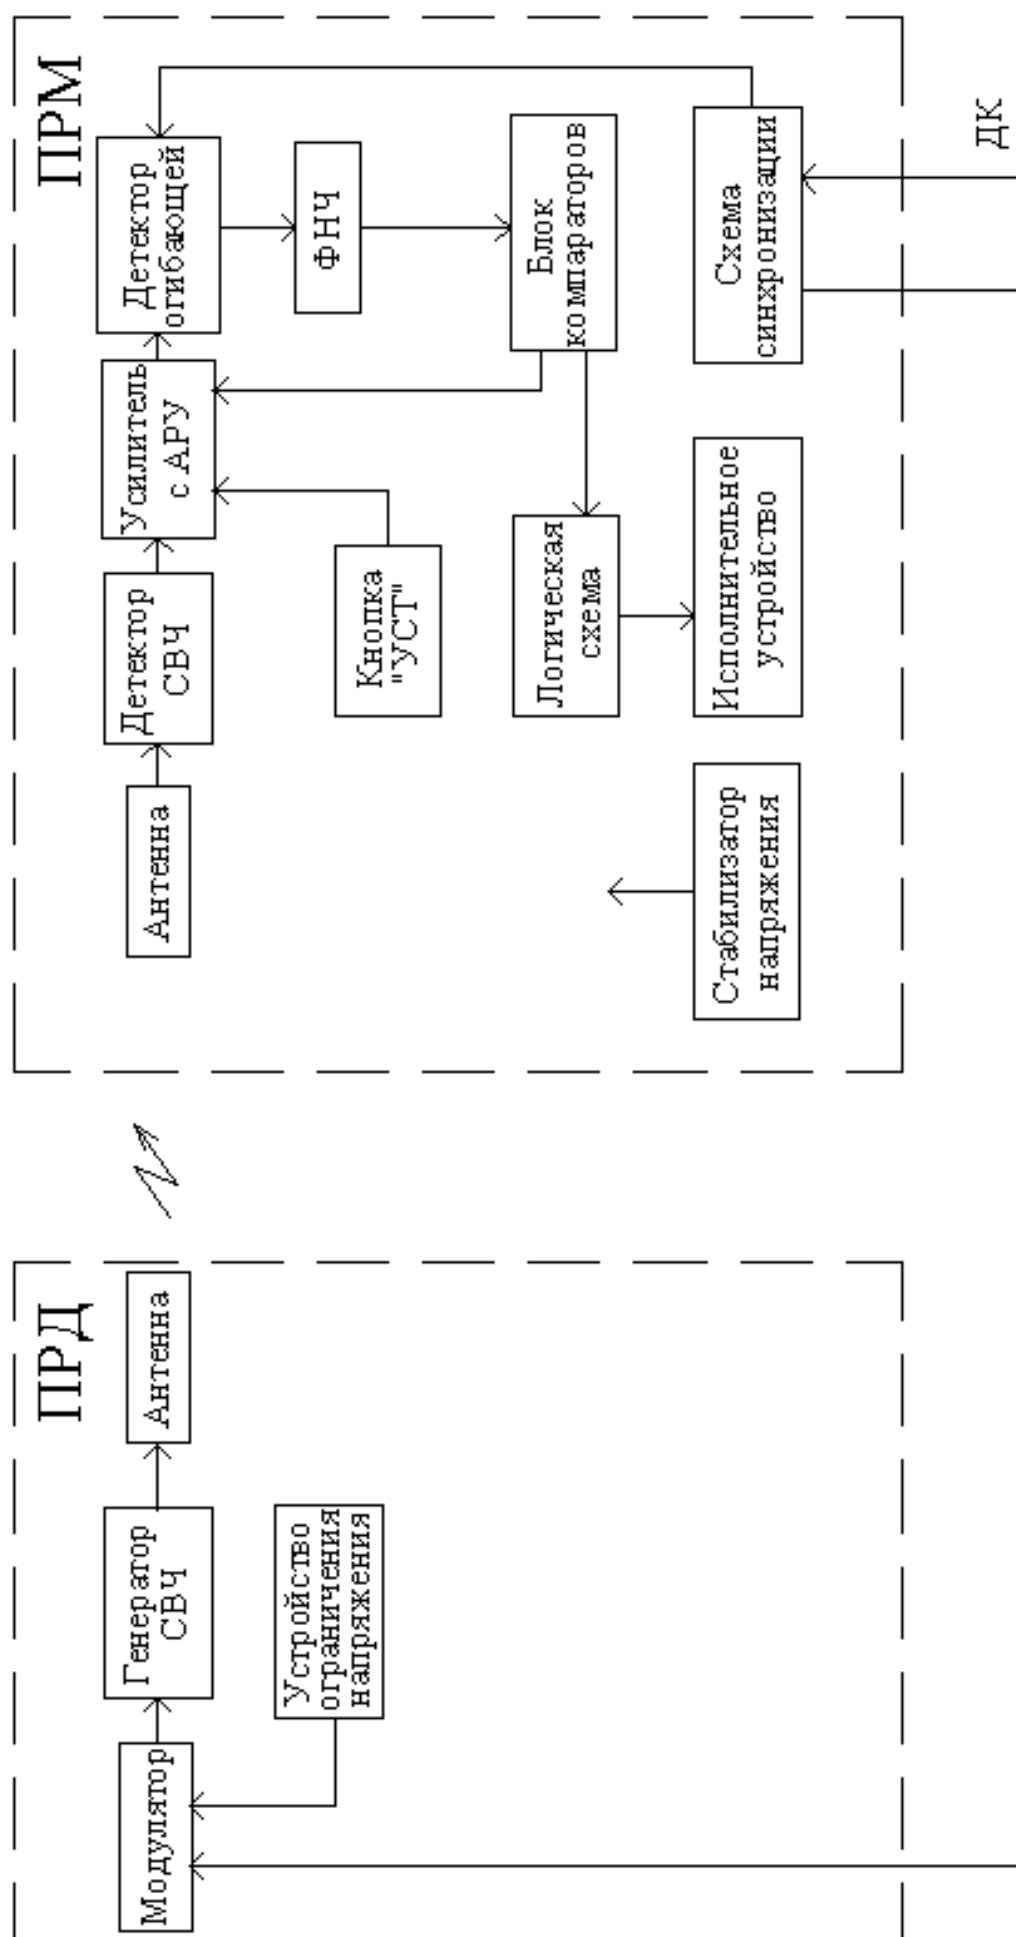 ПРД
Модулятор
Генератор
СВЧ
Антенна
Устройство
ограничения
напряжения
ПРМ
Антенна
Детектор
СВЧ
Усилитель
с АРУ
Детектор
огибающей
Кнопка
"УСТ"
ФНЧ
Логическая
схема
Блок
компараторов
Стабилизатор
напряжения
Исполнительное
устройство
Схема
синхронизации
ДК